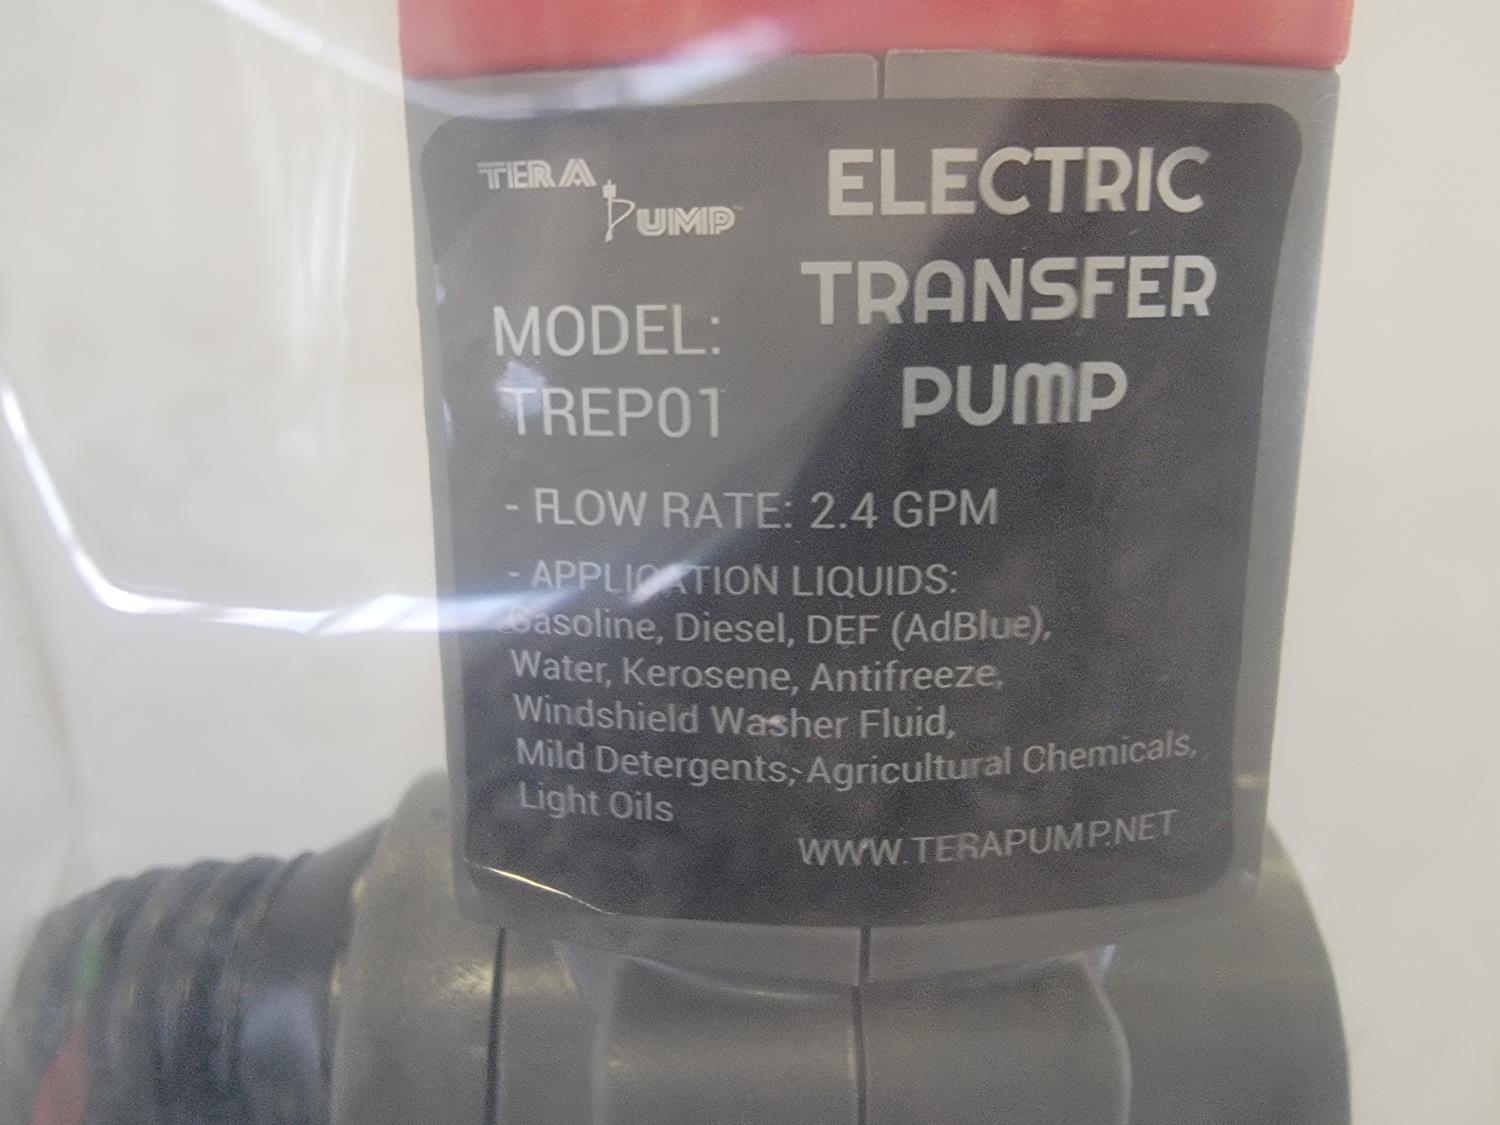 TERA
PUMP™
ELECTRIC
TRANSFER
PUMP
MODEL:
TREP01
- FLOW RATE: 2.4 GPM
- APPLICATION LIQUIDS:
Gasoline, Diesel, DEF (AdBlue),
Water, Kerosene, Antifreeze,
Windshield Washer Fluid,
Mild Detergents, Agricultural Chemicals,
Light Oils
WWW.TERAPUMP.NET